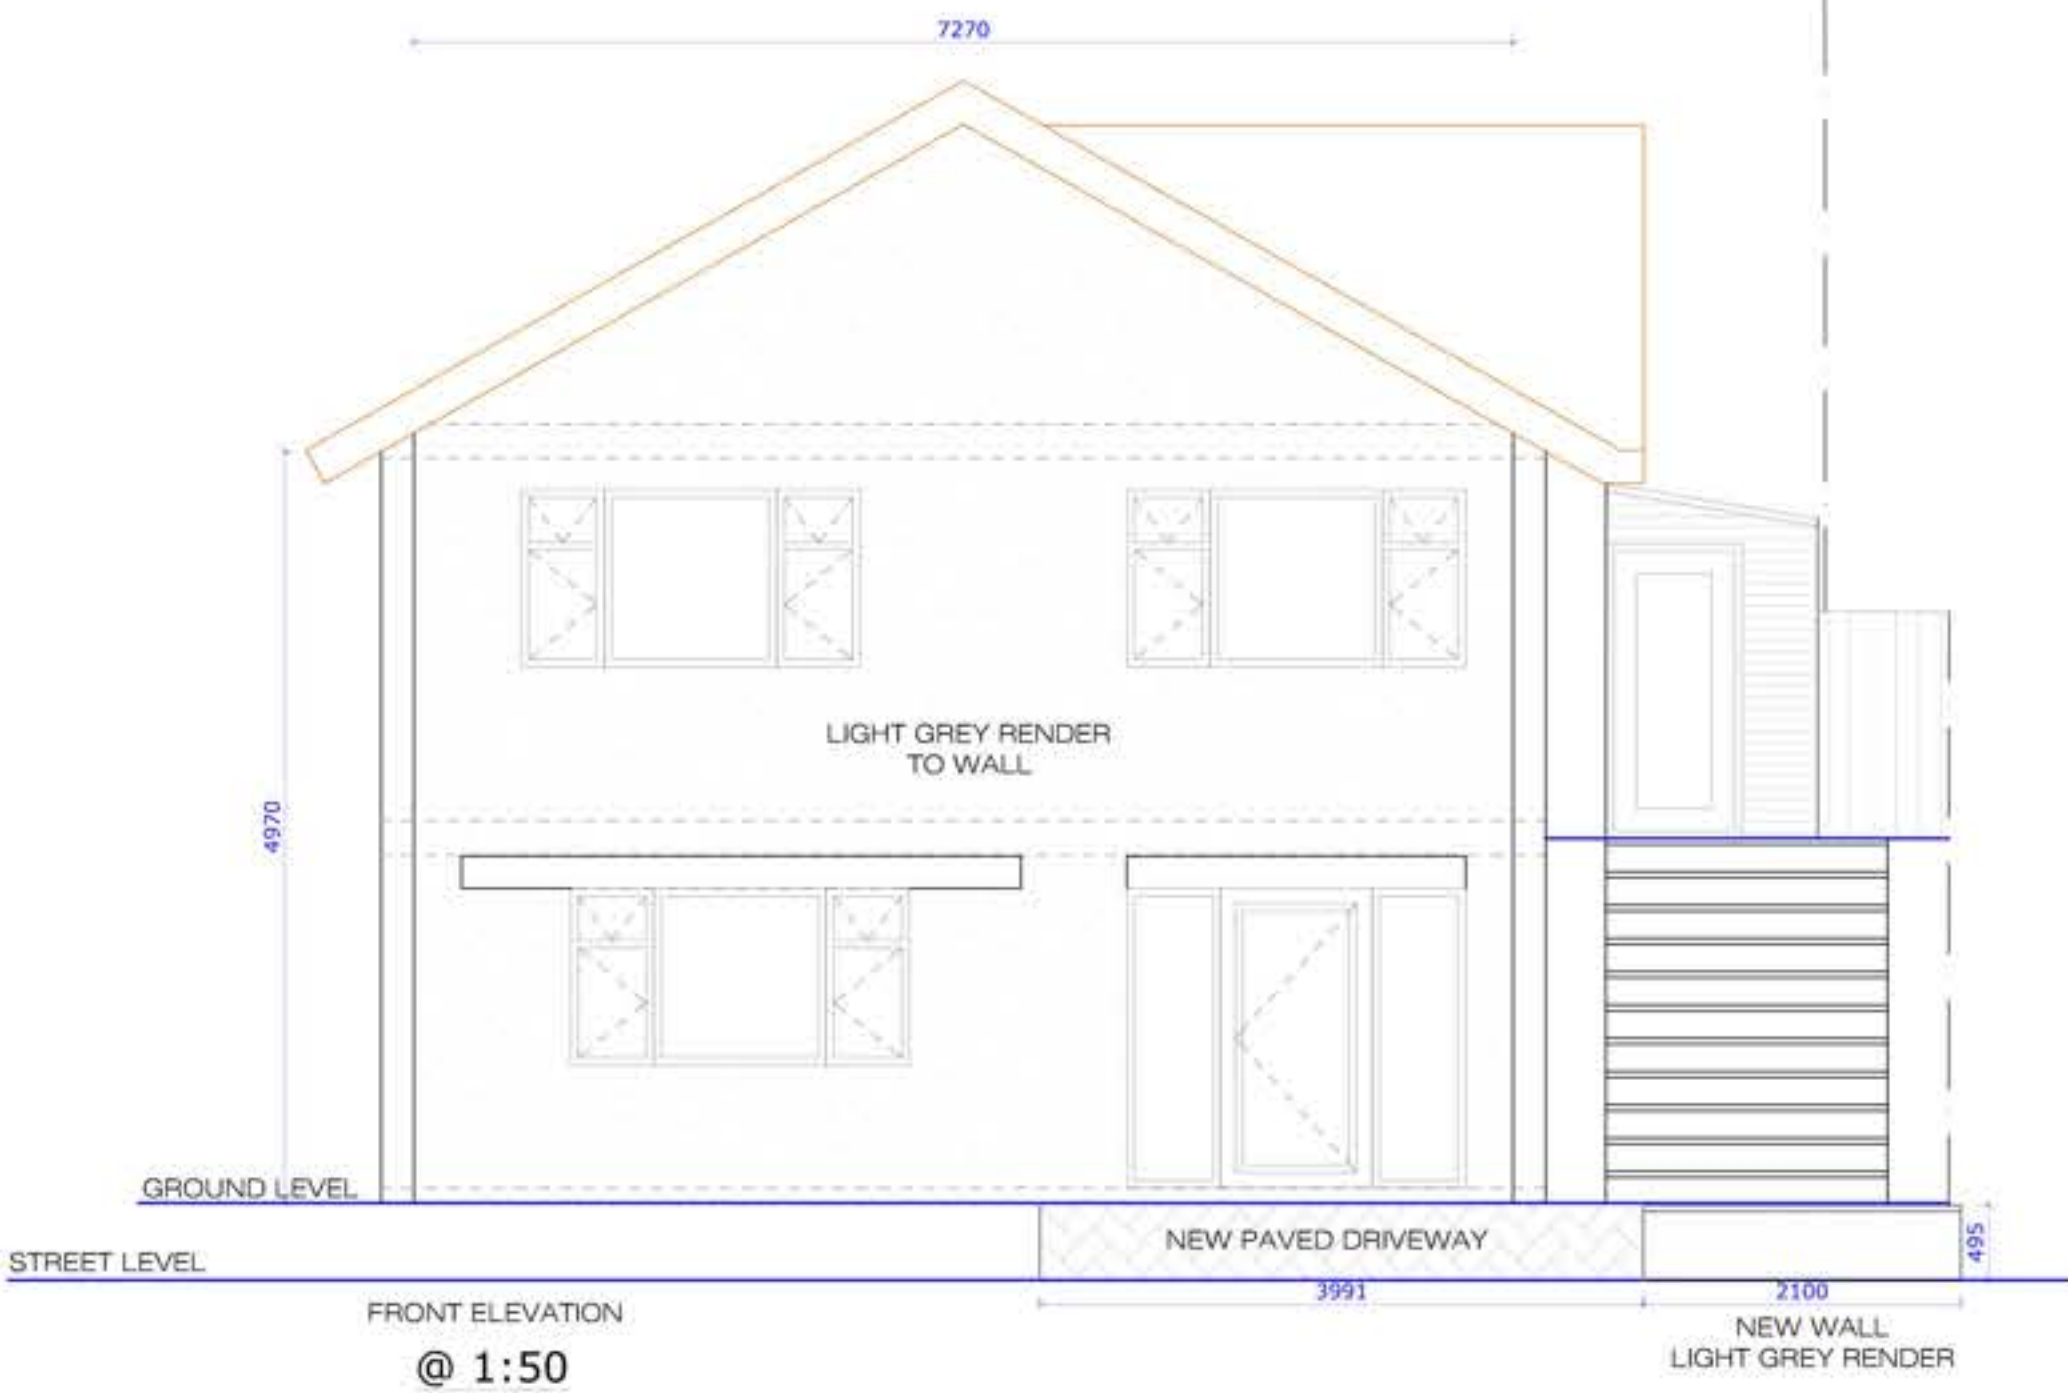 7270
LIGHT GREY RENDER
TO WALL
4970
GROUND LEVEL
NEW PAVED DRIVEWAY
495
STREET LEVEL
3991
2100
FRONT ELEVATION
@ 1:50
NEW WALL
LIGHT GREY RENDER